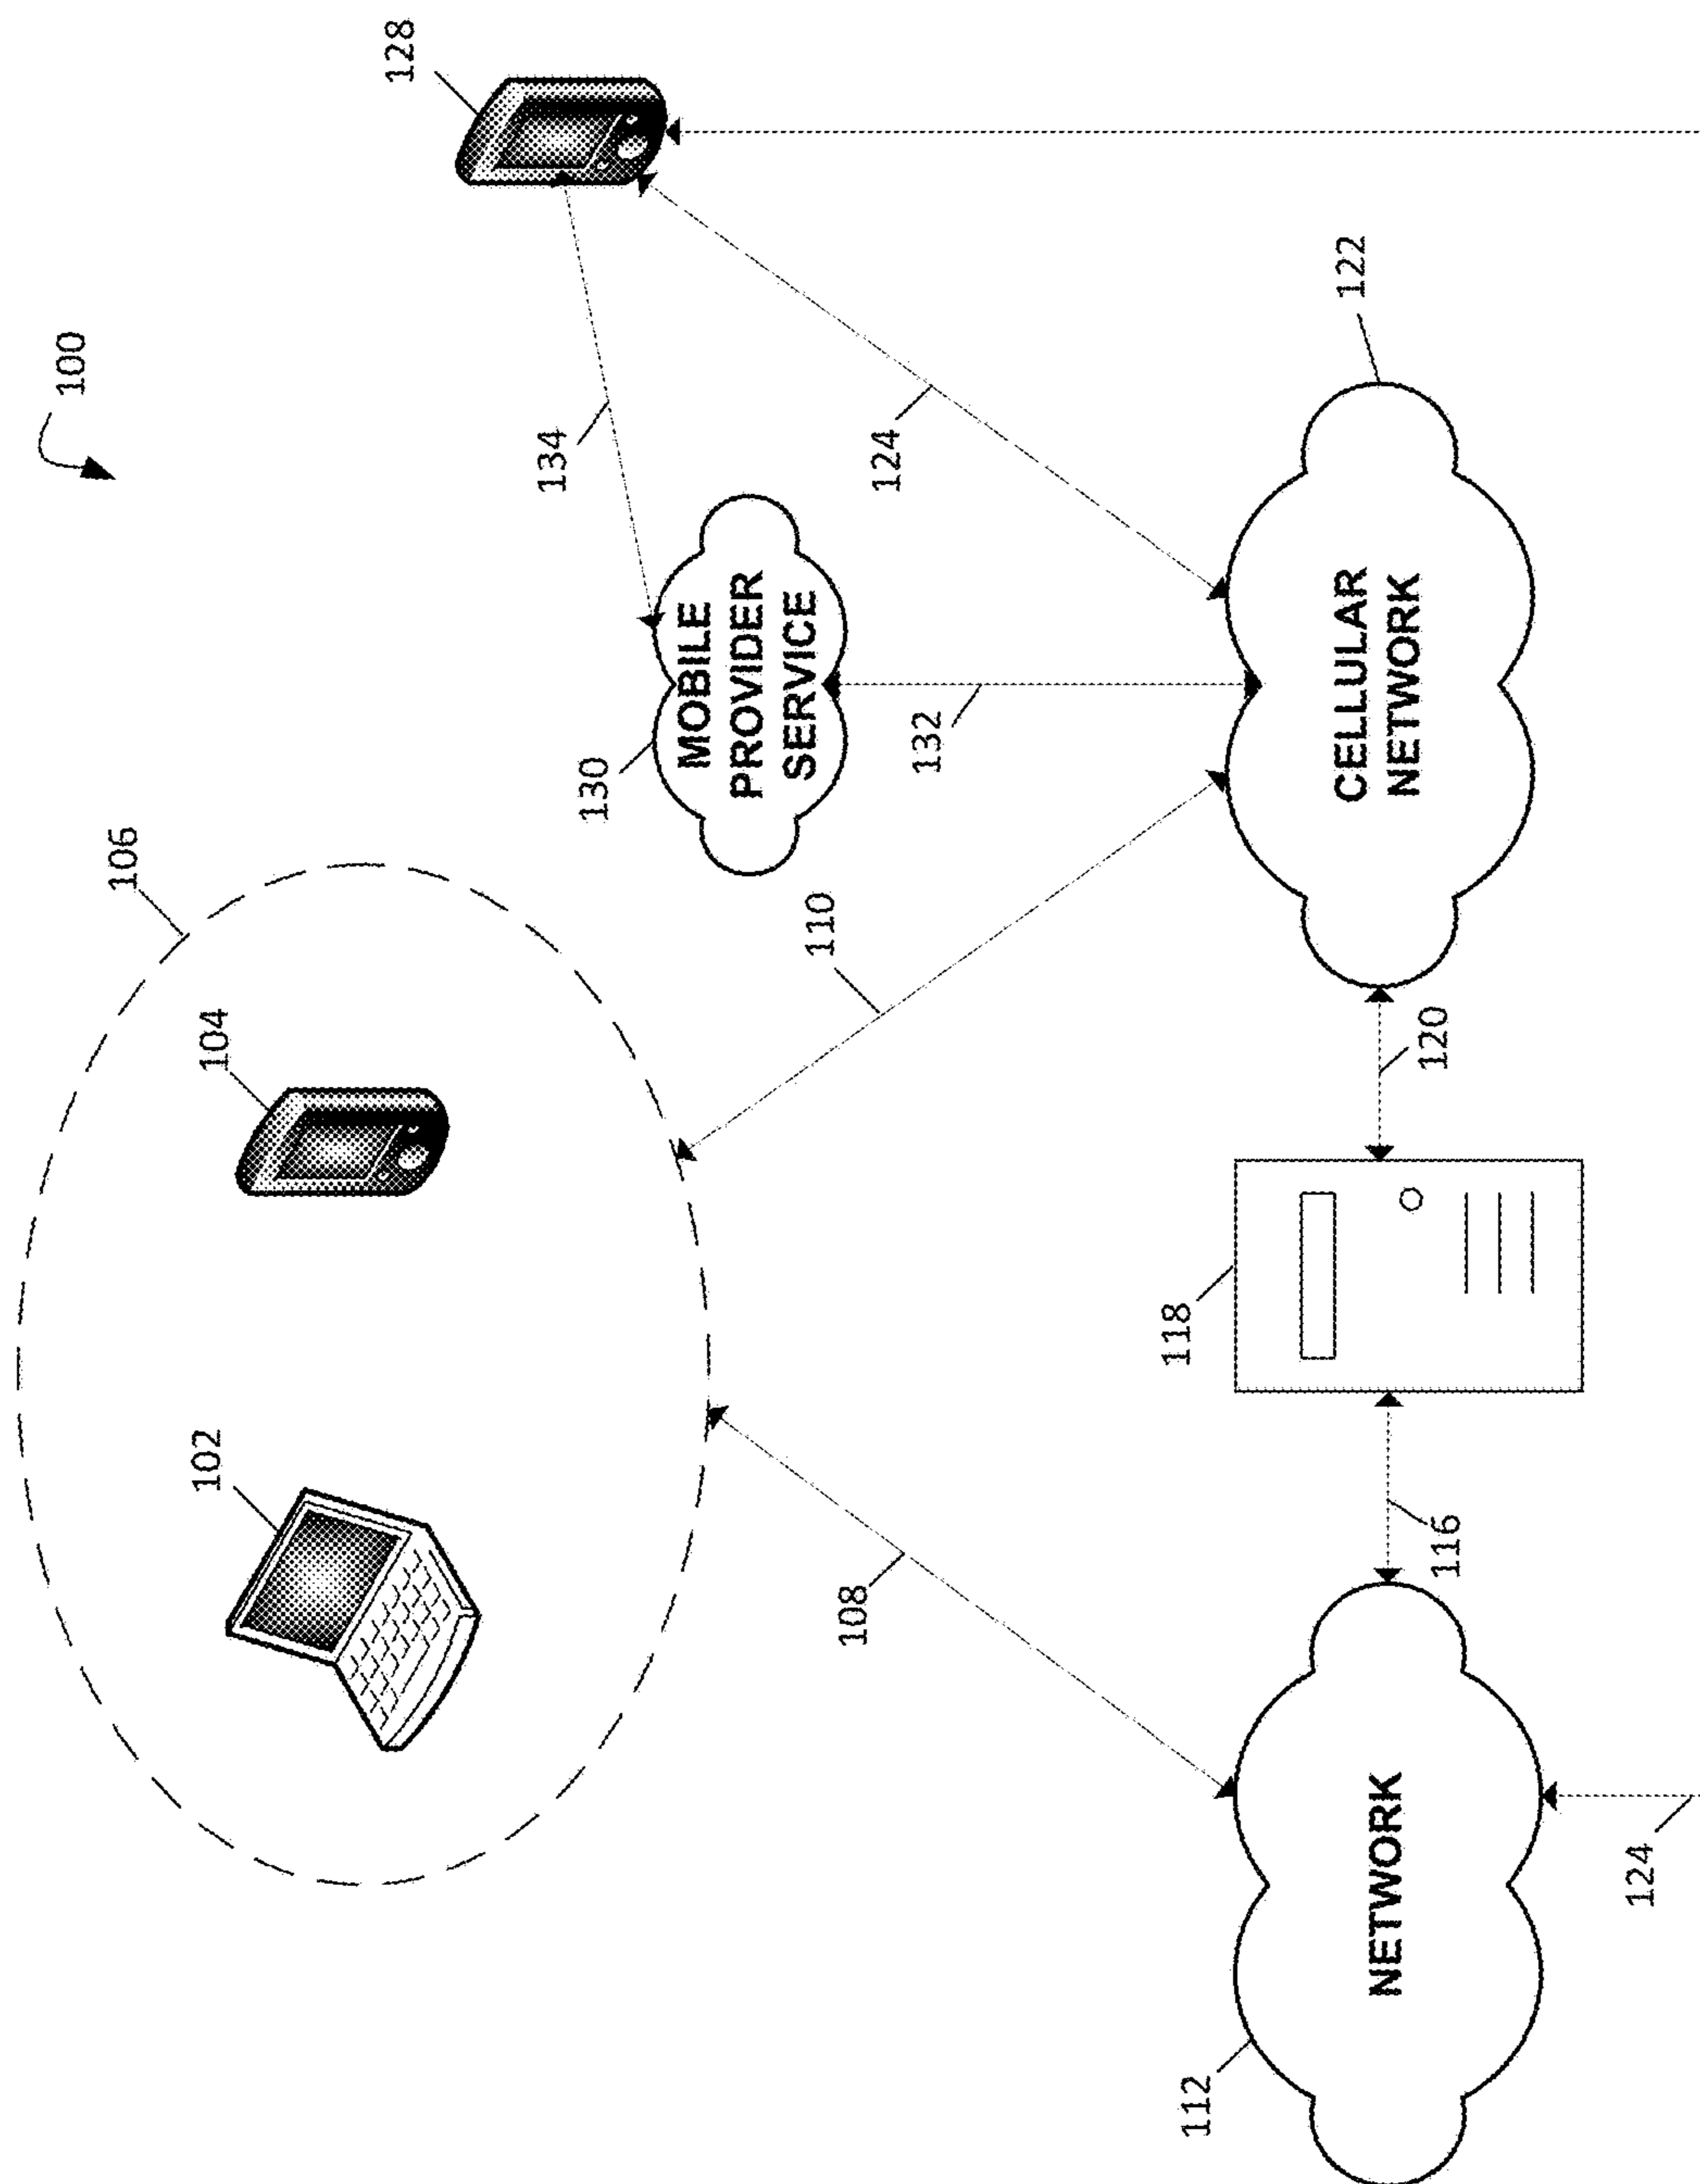 100
106
102
104
128
134
130
MOBILE
PROVIDER
SERVICE
110
108
124
132
118
112
122
NETWORK
CELLULAR
NETWORK
116
120
124